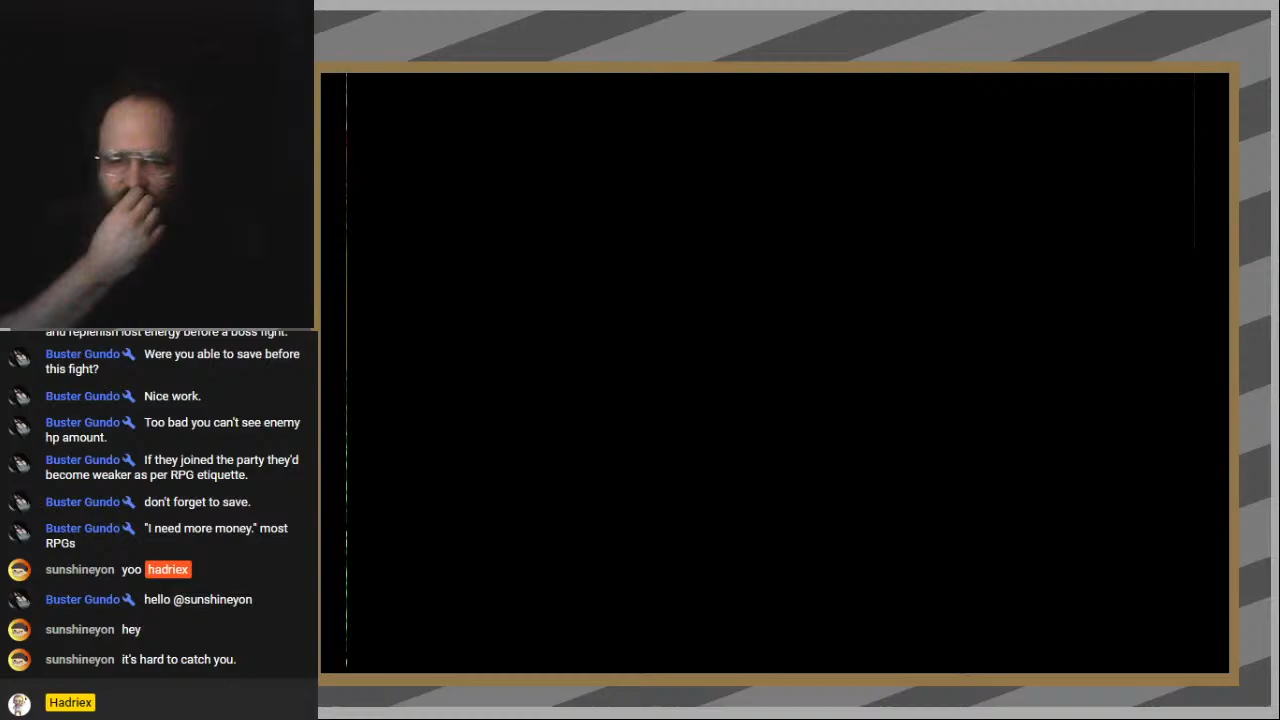 and replenish lost energy before a boss fight.
Buster Gundo Were you able to save before
this fight?
Buster Gundo Nice work.
Buster Gundo Too bad you can't see enemy
hp amount.
Buster Gundo If they joined the party they'd
become weaker as per RPG etiquette.
Buster Gundo don't forget to save.
Buster Gundo "I need more money." most
RPGs
sunshineyon yoo hadriex
Buster Gundo hello @sunshineyon
sunshineyon hey
sunshineyon it's hard to catch you.
Hadriex